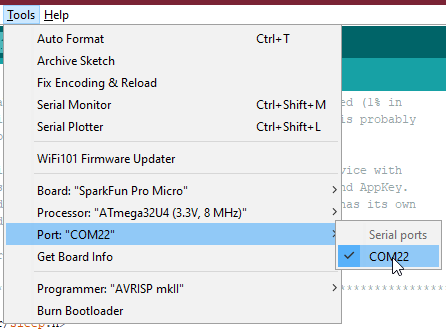 Tools Help
Auto Format Ctrl+T
Archive Sketch
Fix Encoding & Reload
Serial Monitor Ctrl+Shift+M
Serial Plotter Ctrl+Shift+L
WiFi101 Firmware Updater
Board: "SparkFun Pro Micro"
Processor: "ATmega32U4 (3.3V, 8 MHz)"
Port: "COM22"
Get Board Info
Programmer: "AVRISP mkII"
Burn Bootloader
Serial ports
COM22
ed (1% in
is probably
vice with
nd AppKey.
has its own